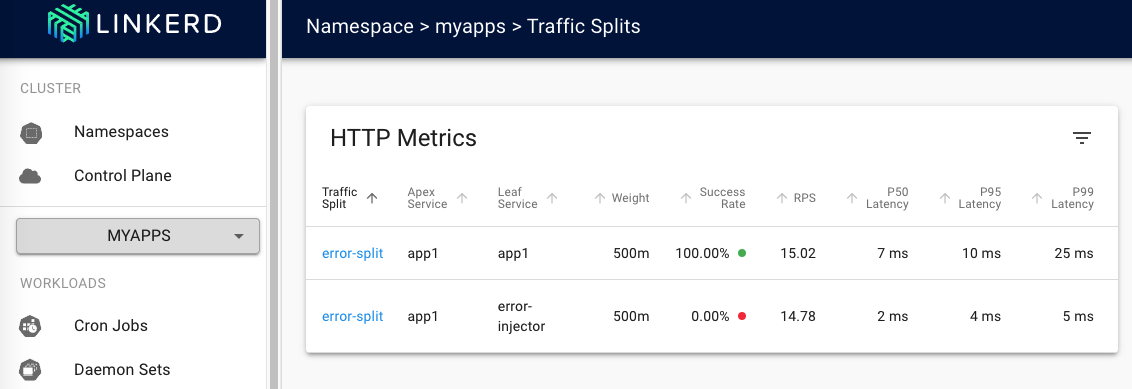 LINKERD
CLUSTER
Namespaces
Control Plane
MYAPPS
WORKLOADS
Cron Jobs
Daemon Sets
Namespace > myapps > Traffic Splits
HTTP Metrics
Traffic Split Apex Service Leaf Service Weight Success Rate RPS P50 Latency P95 Latency P99 Latency
error-split app1 app1 500m 100.00% 15.02 7 ms 10 ms 25 ms
error-split app1 error-injector 500m 0.00% 14.78 2 ms 4 ms 5 ms